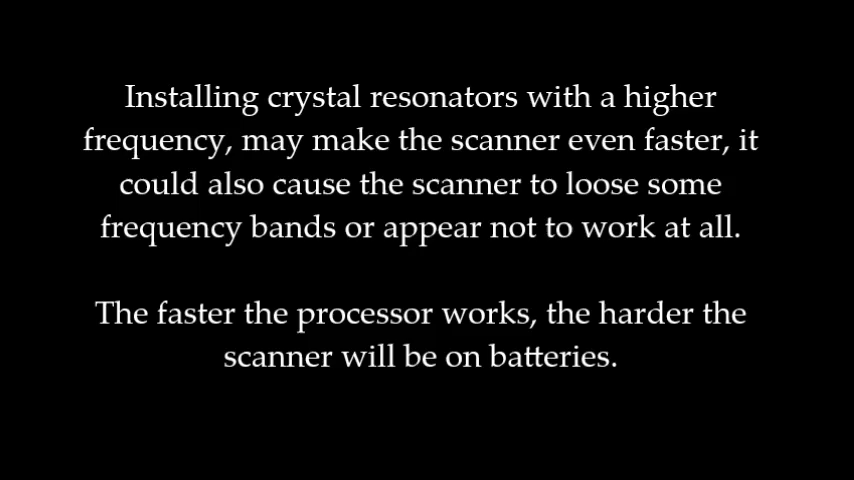 Installing crystal resonators with a higher
frequency, may make the scanner even faster, it
could also cause the scanner to loose some
frequency bands or appear not to work at all.
The faster the processor works, the harder the
scanner will be on batteries.